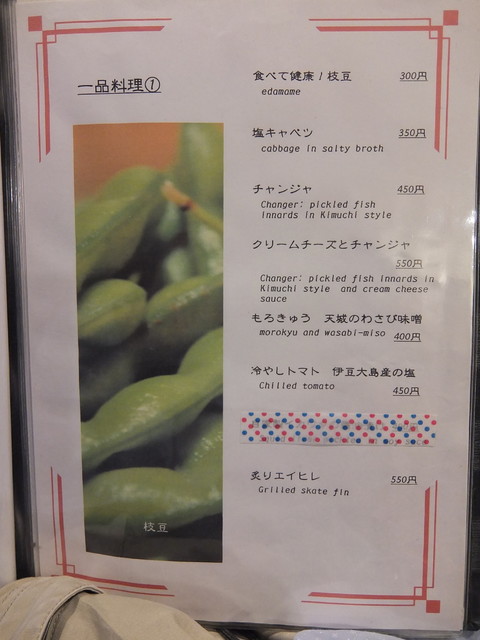 一品料理①
食べて健康！枝豆 300円
edamame
塩キャベツ 350円
cabbage in salty broth
チャンジャ 450円
Changer: pickled fish
innards in Kimuchi style
クリームチーズとチャンジャ
550円
Changer: pickled fish innards in
Kimuchi style and cream cheese
sauce
もろきゅう 天城のわさび味噌
morokyu and wasabi-miso 400円
冷やしトマト 伊豆大島産の塩
Chilled tomato
450円
炙りエイヒレ 550円
Grilled skate fin
枝豆